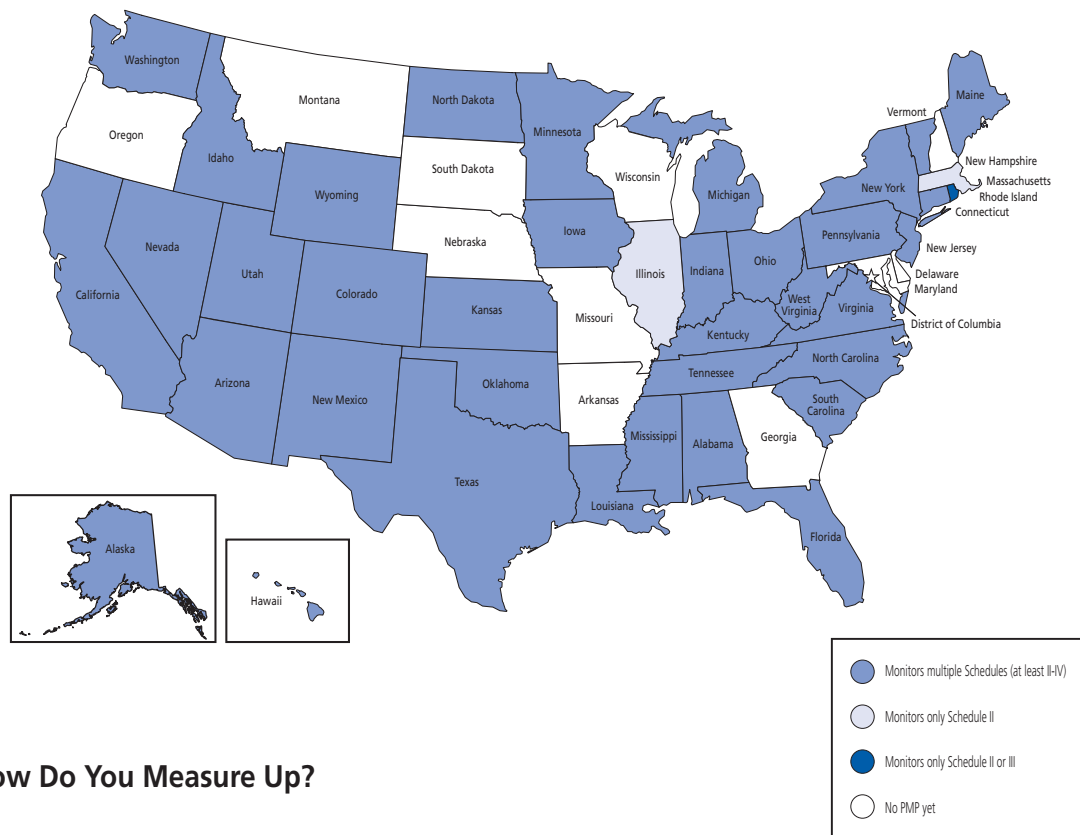 Washington
Montana
North Dakota
Minnesota
Maine
Vermont
Oregon
Idaho
South Dakota
Wisconsin
Michigan
New York
New Hampshire
Massachusetts
Rhode Island
Connecticut
Wyoming
Nebraska
Iowa
Pennsylvania
New Jersey
Nevada
Utah
Colorado
Kansas
Illinois
Indiana
Ohio
Delaware
Maryland
California
Missouri
West
Virginia
Virginia
District of Columbia
Kentucky
Arizona
New Mexico
Oklahoma
Arkansas
Tennessee
North Carolina
South
Carolina
Mississippi
Alabama
Georgia
Texas
Louisiana
Florida
Alaska
Hawaii
Monitors multiple Schedules (at least II-IV)
Monitors only Schedule II
Monitors only Schedule II or III
No PMP yet
ow Do You Measure Up?